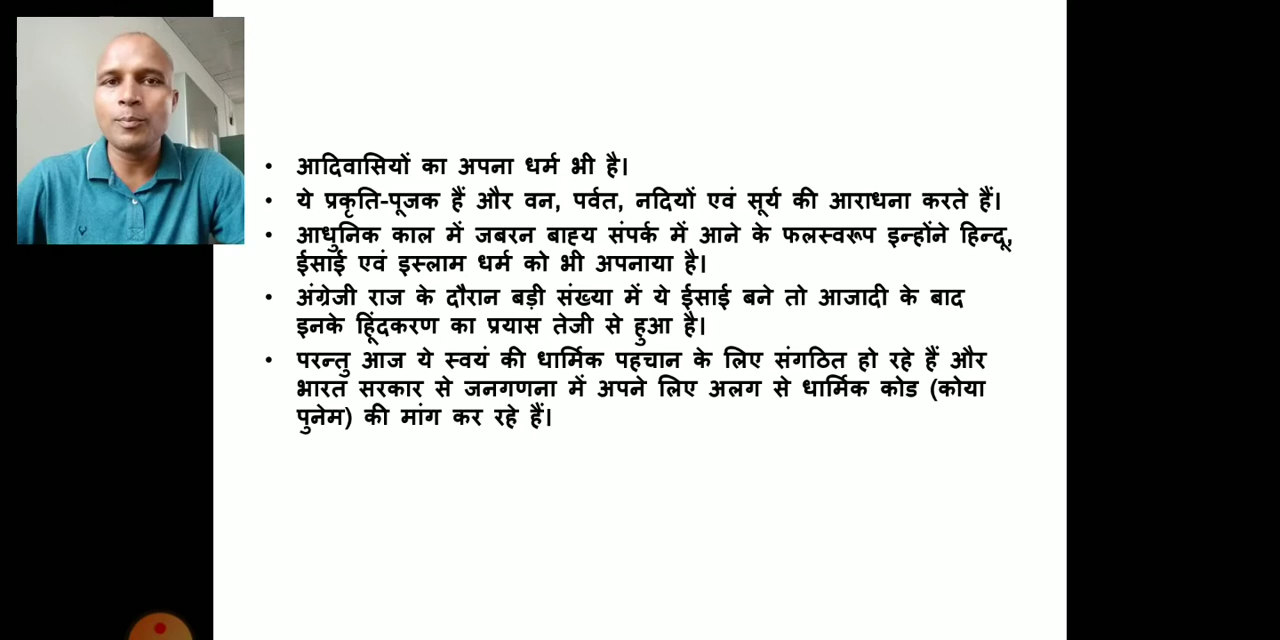 • आदिवासियों का अपना धर्म भी है।
• ये प्रकृति-पूजक हैं और वन, पर्वत, नदियों एवं सूर्य की आराधना करते हैं।
• आधुनिक काल में जबरन बाह्य संपर्क में आने के फलस्वरूप इन्होंने हिन्दू,
ईसाई एवं इस्लाम धर्म को भी अपनाया है।
• अंग्रेजी राज के दौरान बड़ी संख्या में ये ईसाई बने तो आजादी के बाद
इनके हिूंदकरण का प्रयास तेजी से हुआ है।
• परन्तु आज ये स्वयं की धार्मिक पहचान के लिए संगठित हो रहे हैं और
भारत सरकार से जनगणना में अपने लिए अलग से धार्मिक कोड (कोया
पुनेम) की मांग कर रहे हैं।